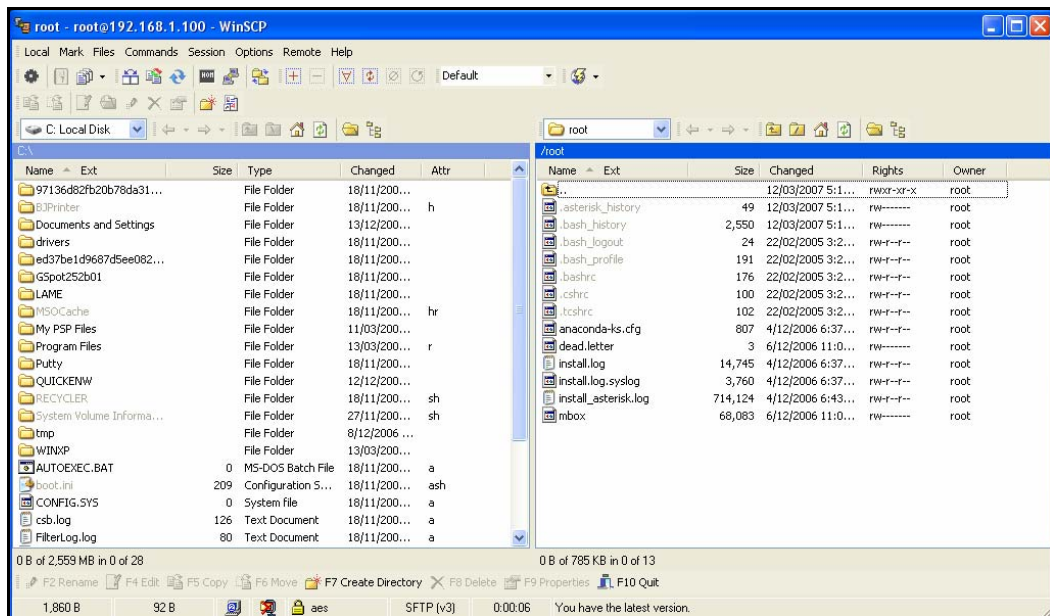 root - root@192.168.1.100 - WinSCP
Local Mark Files Commands Session Options Remote Help
Default
C: Local Disk root
C:\ /root
Name Ext Size Type Changed Attr
97136d82fb20b78da31... File Folder 18/11/200...
BJPrinter File Folder 18/11/200... h
Documents and Settings File Folder 13/12/200...
drivers File Folder 18/11/200...
ed37be1d9687d5ee082... File Folder 18/11/200...
GSpot252b01 File Folder 18/11/200...
LAME File Folder 18/11/200...
MSOCache File Folder 18/11/200... hr
My PSP Files File Folder 11/03/200...
Program Files File Folder 13/03/200... r
Putty File Folder 18/11/200...
QUICKENW File Folder 12/12/200...
RECYCLER File Folder 18/11/200... sh
System Volume Informa... File Folder 27/11/200... sh
tmp File Folder 8/12/2006 ...
WINXP File Folder 13/03/200...
AUTOEXEC.BAT 0 MS-DOS Batch File 18/11/200... a
boot.ini 209 Configuration S... 18/11/200... ash
CONFIG.SYS 0 System file 18/11/200... a
csb.log 126 Text Document 18/11/200... a
FilterLog.log 80 Text Document 18/11/200... a
Name Ext Size Changed Rights Owner
.. 12/03/2007 5:1... rwxr-xr-x root
.asterisk_history 49 12/03/2007 5:1... rw------- root
.bash_history 2,550 12/03/2007 5:1... rw------- root
.bash_logout 24 22/02/2005 3:2... rw-r--r-- root
.bash_profile 191 22/02/2005 3:2... rw-r--r-- root
.bashrc 176 22/02/2005 3:2... rw-r--r-- root
.cshrc 100 22/02/2005 3:2... rw-r--r-- root
.tcshrc 102 22/02/2005 3:2... rw-r--r-- root
anaconda-ks.cfg 807 4/12/2006 6:37... rw-r--r-- root
dead.letter 3 6/12/2006 11:0... rw------- root
install.log 14,745 4/12/2006 6:37... rw-r--r-- root
install.log.syslog 3,760 4/12/2006 6:37... rw-r--r-- root
install_asterisk.log 714,124 4/12/2006 6:43... rw-r--r-- root
mbox 68,083 6/12/2006 11:0... rw------- root
0 B of 2,559 MB in 0 of 28 0 B of 785 KB in 0 of 13
F2 Rename F4 Edit F5 Copy F6 Move F7 Create Directory F8 Delete F9 Properties F10 Quit
1,860 B 92 B aes SFTP (v3) 0:00:06 You have the latest version.